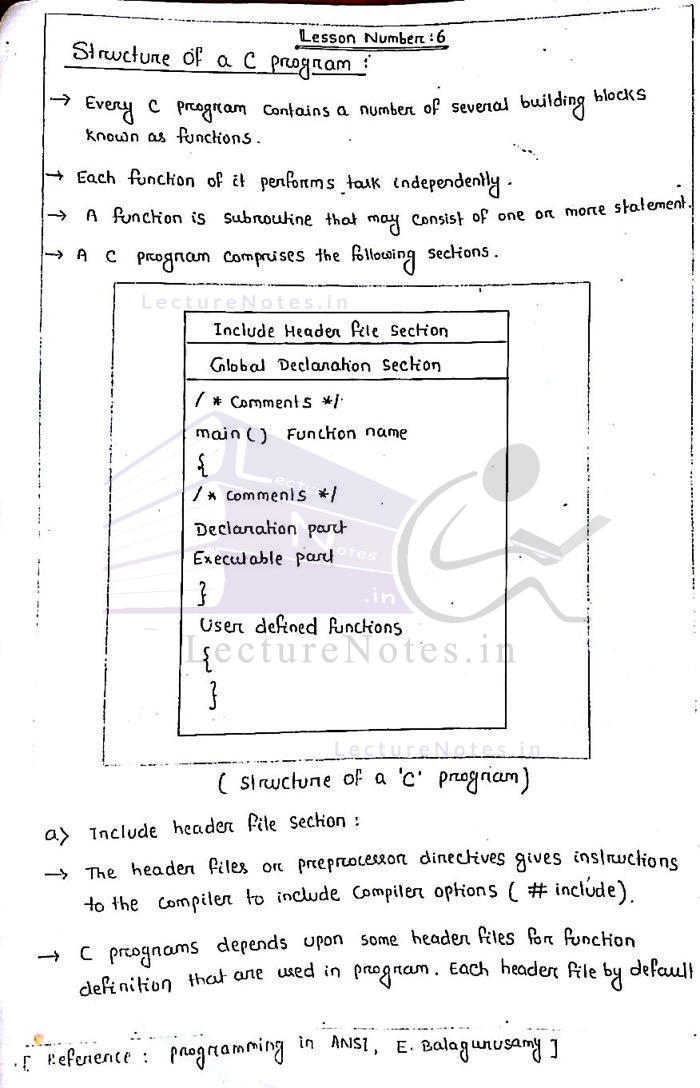 Lesson Number:6
Structure of a C program :
→ Every C program contains a number of several building blocks
known as functions.
→ Each function of it performs task independently.
→ A function is subroutine that may consist of one or more statement.
→ A C program comprises the following sections.
LectureNotes.in
Include Header file Section
Global Declaration Section
/* Comments */
main() Function name
{
/* Comments */
Declaration part
Executable part
}
User defined functions
{
}
Lecture
Notes
.in
LectureNotes.in
LectureNotes.in
( Structure of a 'C' program)
a) Include header file section :
→ The header files or preprocessor directives gives instructions
to the compiler to include Compiler options ( # include).
→ C programs depends upon some header files for function
definition that are used in program. Each header file by default
[ Reference : programming in ANSI, E. Balagurusamy ]